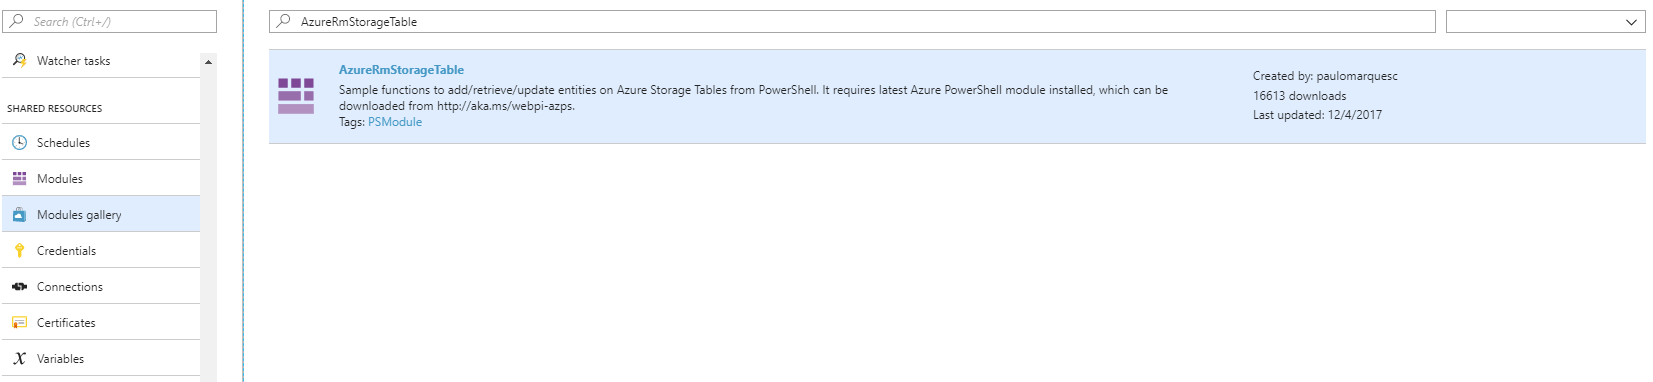 Search (Ctrl+/)
Watcher tasks
SHARED RESOURCES
Schedules
Modules
Modules gallery
Credentials
Connections
Certificates
Variables
AzureRmStorageTable
AzureRmStorageTable
Sample functions to add/retrieve/update entities on Azure Storage Tables from PowerShell. It requires latest Azure PowerShell module installed, which can be
downloaded from http://aka.ms/webpi-azps.
Tags: PSModule
Created by: paulomarquesc
16613 downloads
Last updated: 12/4/2017